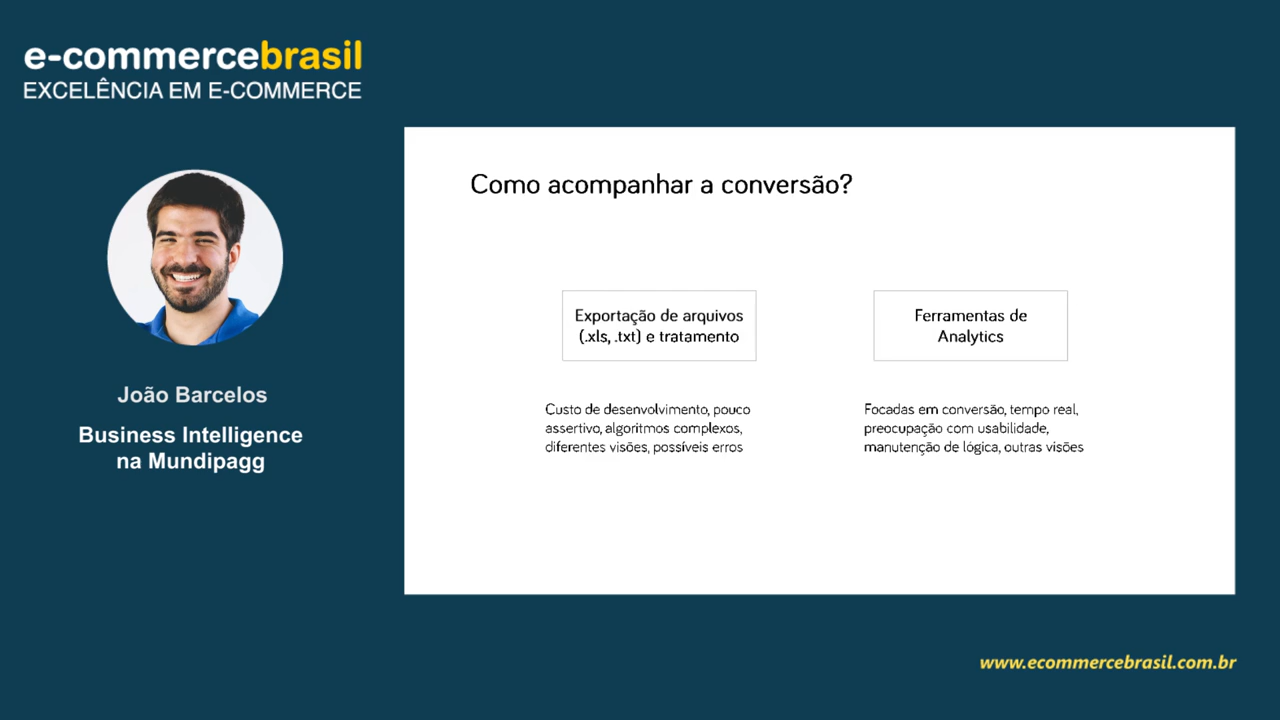 e-commercebrasil
EXCELÊNCIA EM E-COMMERCE
João Barcelos
Business Intelligence
na Mundipagg
Como acompanhar a conversão?
Exportação de arquivos
(.xls, .txt) e tratamento
Custo de desenvolvimento, pouco
assertivo, algoritmos complexos,
diferentes visões, possíveis erros
Ferramentas de
Analytics
Focadas em conversão, tempo real,
preocupação com usabilidade,
manutenção de lógica, outras visões
www.ecommercebrasil.com.br